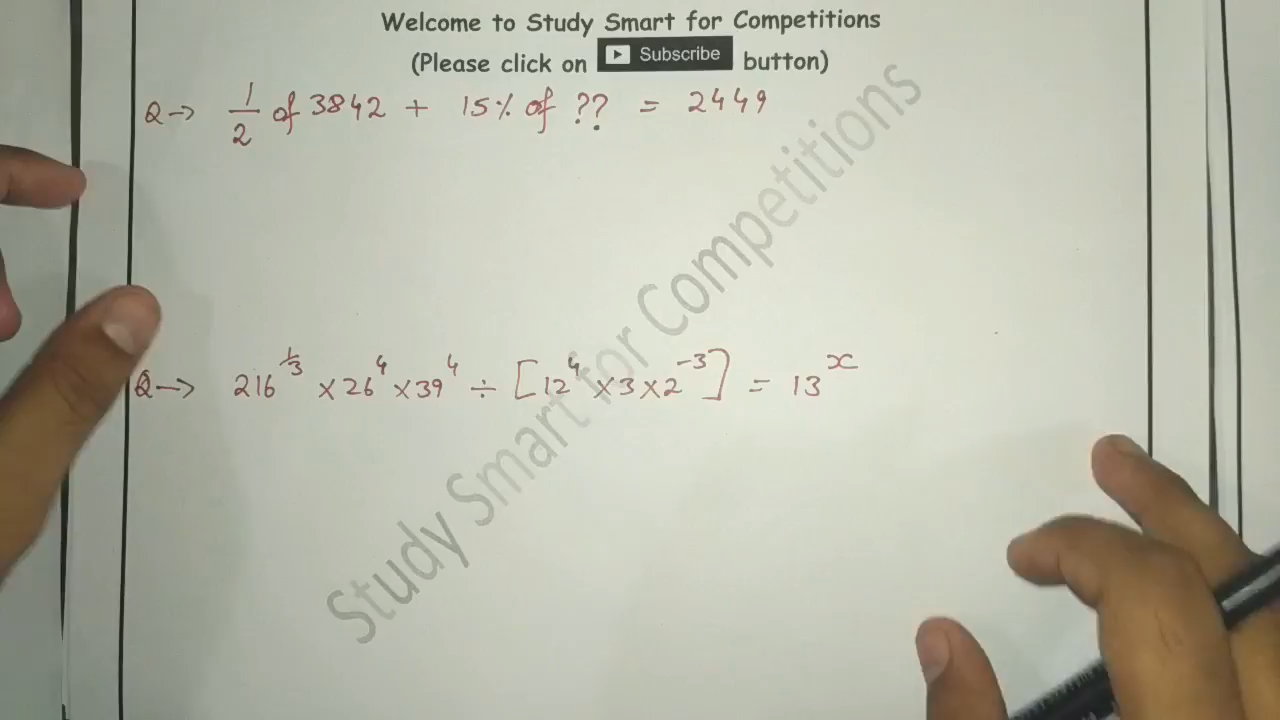 Welcome to Study Smart for Competitions
(Please click on Subscribe button)
Q→ 1/2 of 3842 + 15% of ?? = 2449
Q→ 216^1/3 × 26^4 × 39^4 ÷ [12^4 × 3 × 2^-3] = 13^x
Study Smart for Competitions